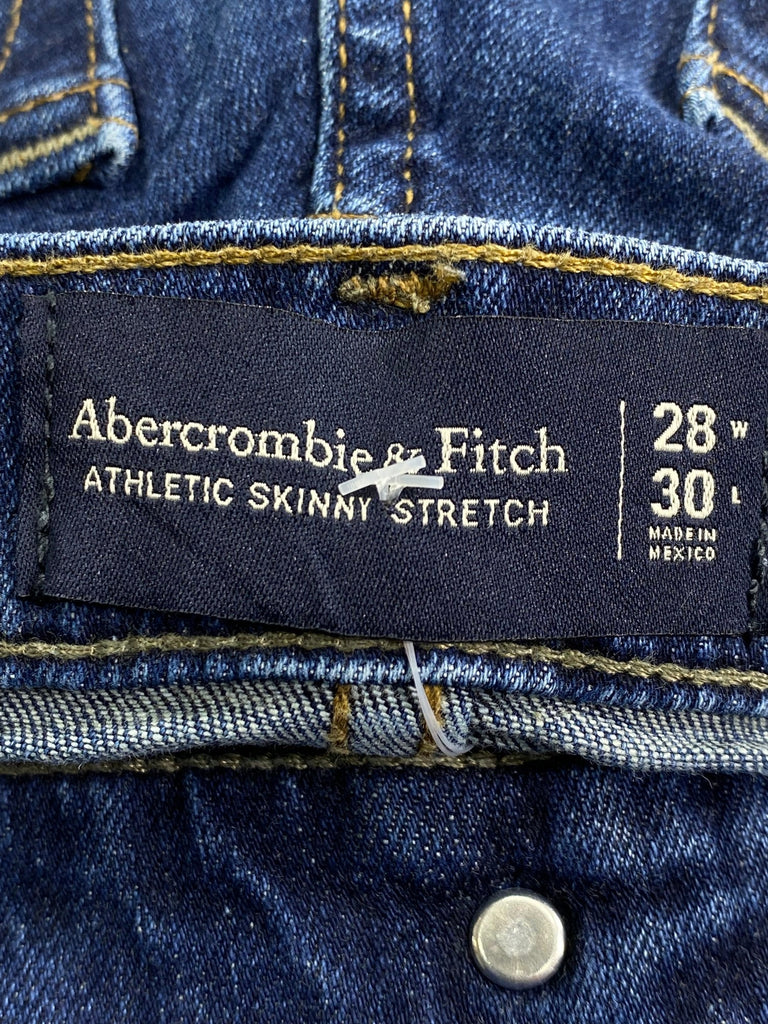 Abercrombie & Fitch
ATHLETIC SKINNY STRETCH
28 W
30 L
MADE IN
MEXICO